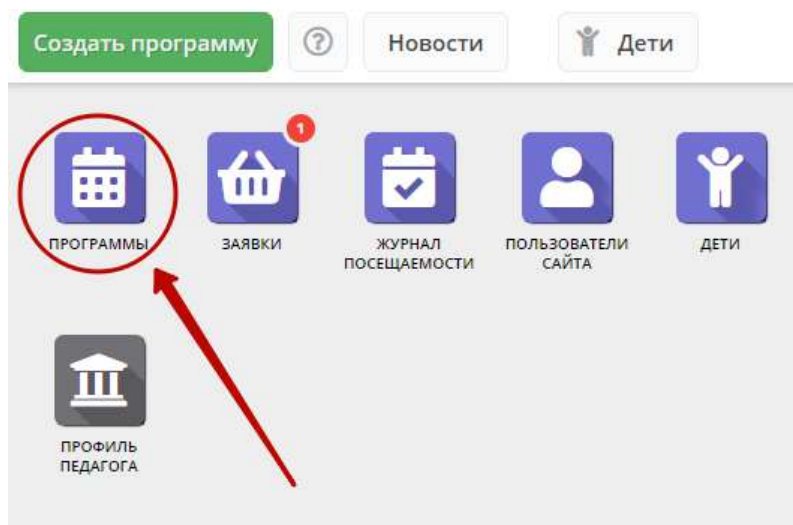 Создать программу
?
Новости
Дети
1
ПРОГРАММЫ
ЗАЯВКИ
ЖУРНАЛ
ПОСЕЩАЕМОСТИ
ПОЛЬЗОВАТЕЛИ
САЙТА
ДЕТИ
ПРОФИЛЬ
ПЕДАГОГА